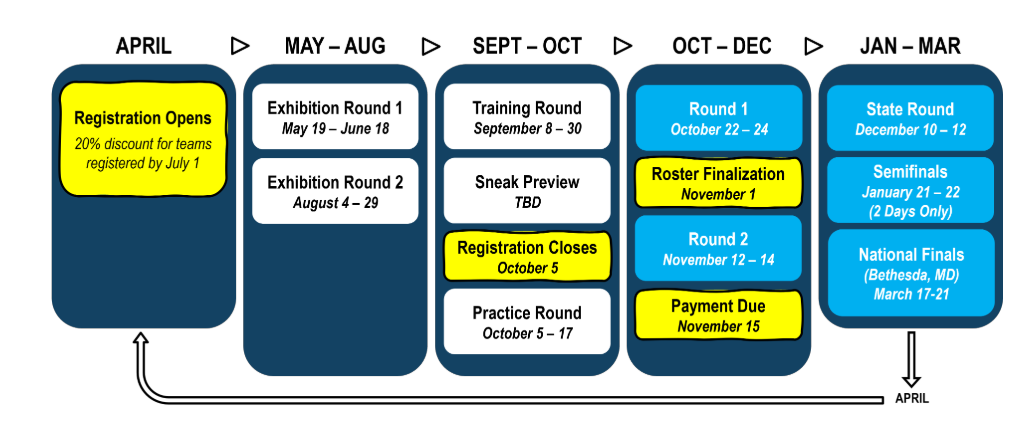 APRIL
MAY – AUG
SEPT – OCT
OCT – DEC
JAN – MAR
Registration Opens
20% discount for teams
registered by July 1
Exhibition Round 1
May 19 – June 18
Exhibition Round 2
August 4 – 29
Training Round
September 8 – 30
Sneak Preview
TBD
Registration Closes
October 5
Practice Round
October 5 – 17
Round 1
October 22 – 24
Roster Finalization
November 1
Round 2
November 12 – 14
Payment Due
November 15
State Round
December 10 – 12
Semifinals
January 21 – 22
(2 Days Only)
National Finals
(Bethesda, MD)
March 17-21
APRIL